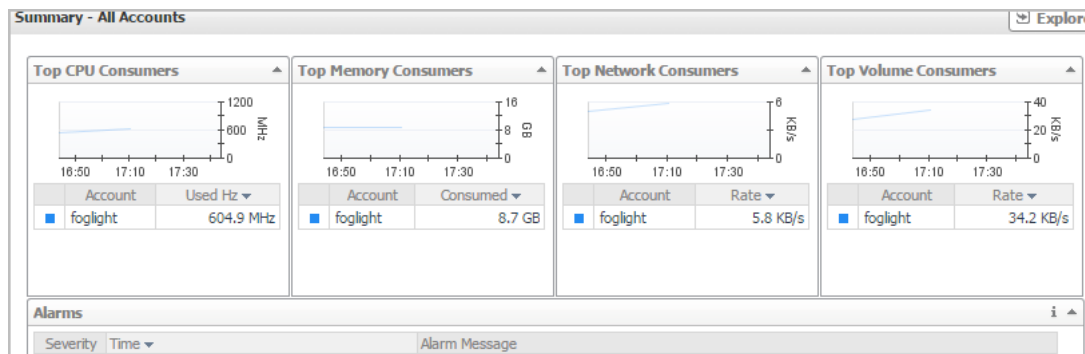 Summary - All Accounts
Explore
Top CPU Consumers
1200
600
0
MHz
16:50 17:10 17:30
Account Used Hz
foglight 604.9 MHz
Top Memory Consumers
16
8
0
GB
16:50 17:10 17:30
Account Consumed
foglight 8.7 GB
Top Network Consumers
6
0
KB/s
16:50 17:10 17:30
Account Rate
foglight 5.8 KB/s
Top Volume Consumers
40
20
0
KB/s
16:50 17:10 17:30
Account Rate
foglight 34.2 KB/s
Alarms i
Severity Time Alarm Message